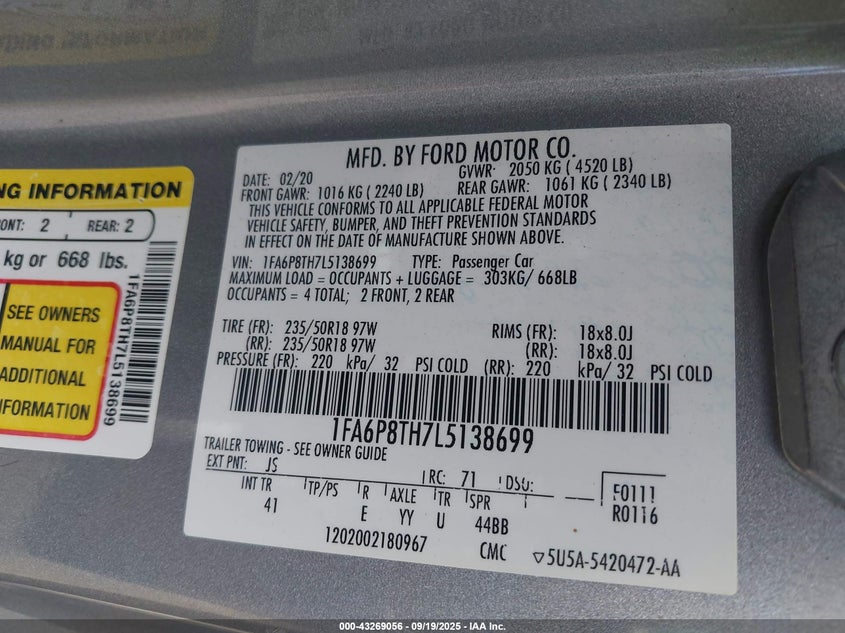 MFD. BY FORD MOTOR CO.
DATE: 02/20
GVWR: 2050 KG ( 4520 LB)
FRONT GAWR: 1016 KG ( 2240 LB)
REAR GAWR: 1061 KG ( 2340 LB)
THIS VEHICLE CONFORMS TO ALL APPLICABLE FEDERAL MOTOR
VEHICLE SAFETY, BUMPER, AND THEFT PREVENTION STANDARDS
IN EFFECT ON THE DATE OF MANUFACTURE SHOWN ABOVE.
VIN: 1FA6P8TH7L5138699 TYPE: Passenger Car
MAXIMUM LOAD = OCCUPANTS + LUGGAGE = 303KG/ 668LB
OCCUPANTS = 4 TOTAL; 2 FRONT, 2 REAR
TIRE (FR): 235/50R18 97W RIMS (FR): 18x8.0J
(RR): 235/50R18 97W (RR): 18x8.0J
PRESSURE (FR): 220 kPa/ 32 PSI COLD (RR): 220 kPa/ 32 PSI COLD
1FA6P8TH7L5138699
TRAILER TOWING - SEE OWNER GUIDE
EXT PNT: JS RC: 71 DSO: F0111
R0116
INT TR TP/PS R AXLE TR SPR
41 E YY U 44BB
1202002180967 CMC ▽5U5A-5420472-AA
NG INFORMATION
ONT: 2 REAR: 2
kg or 668 lbs.
SEE OWNERS
MANUAL FOR
ADDITIONAL
NFORMATION
1FA6P8TH7L5138699
000-43269056 - 09/19/2025 - IAA Inc.